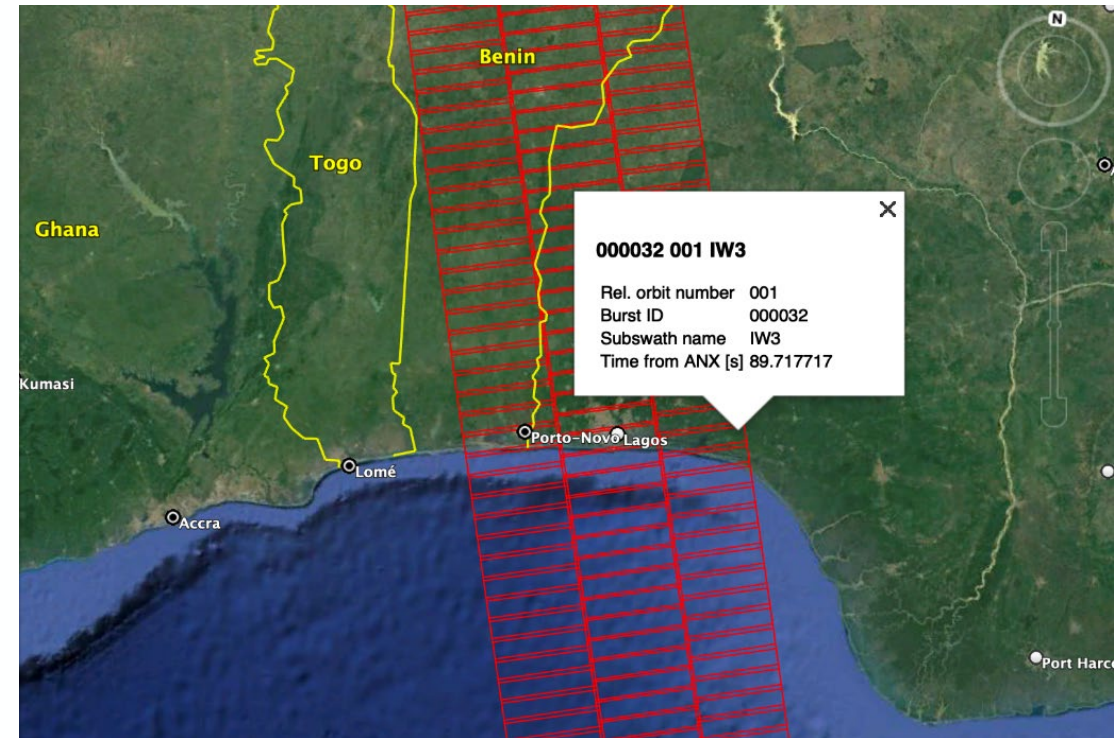 N
Benin
Togo
Ghana
000032 001 IW3
Rel. orbit number 001
Burst ID 000032
Subswath name IW3
Time from ANX [s] 89.717717
Kumasi
Porto-Novo
Lagos
Lomé
Accra
Port Harc